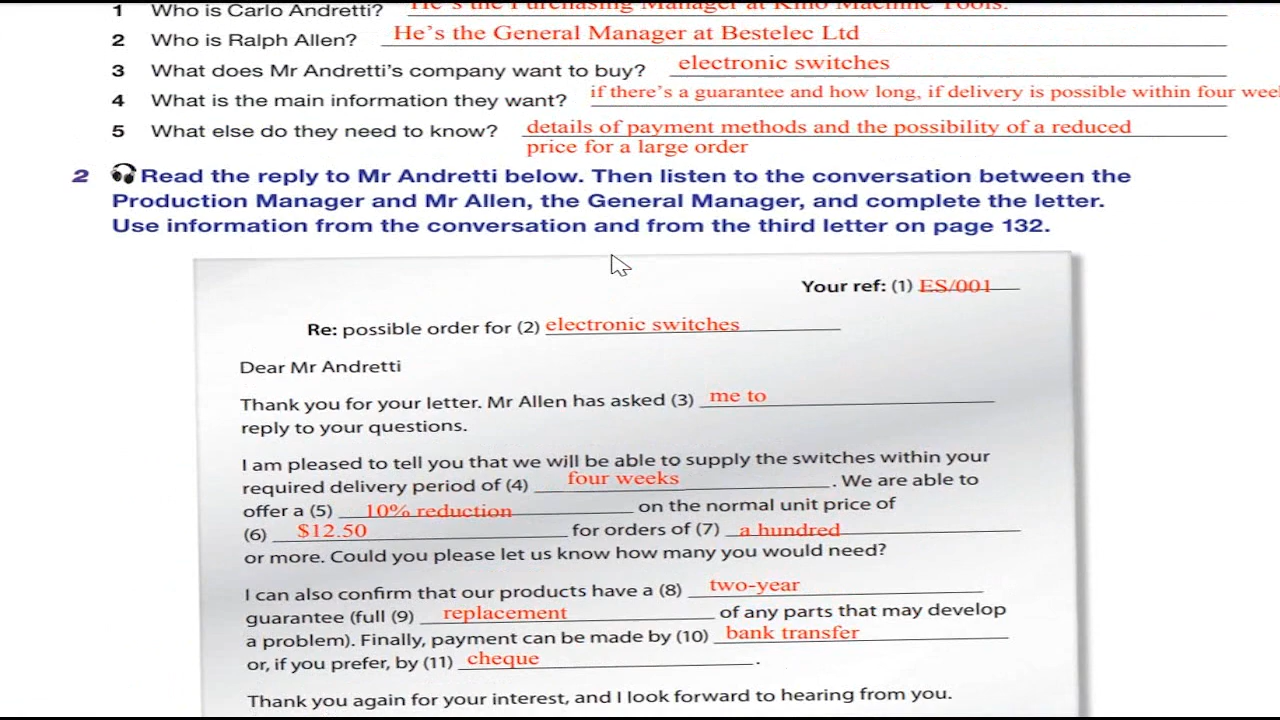 1 Who is Carlo Andretti? He's the Purchasing Manager at Kino Machine Tools.
2 Who is Ralph Allen? He's the General Manager at Bestelec Ltd
3 What does Mr Andretti's company want to buy? electronic switches
4 What is the main information they want? if there's a guarantee and how long, if delivery is possible within four
5 What else do they need to know? details of payment methods and the possibility of a reduced
price for a large order
2 Read the reply to Mr Andretti below. Then listen to the conversation between the
Production Manager and Mr Allen, the General Manager, and complete the letter.
Use information from the conversation and from the third letter on page 132.
Your ref: (1) ES/001
Re: possible order for (2) electronic switches
Dear Mr Andretti
Thank you for your letter. Mr Allen has asked (3) me to
reply to your questions.
I am pleased to tell you that we will be able to supply the switches within your
required delivery period of (4) four weeks. We are able to
offer a (5) 10% reduction on the normal unit price of
(6) $12.50 for orders of (7) a hundred
or more. Could you please let us know how many you would need?
I can also confirm that our products have a (8) two-year
guarantee (full (9) replacement of any parts that may develop
a problem). Finally, payment can be made by (10) bank transfer
or, if you prefer, by (11) cheque.
Thank you again for your interest, and I look forward to hearing from you.